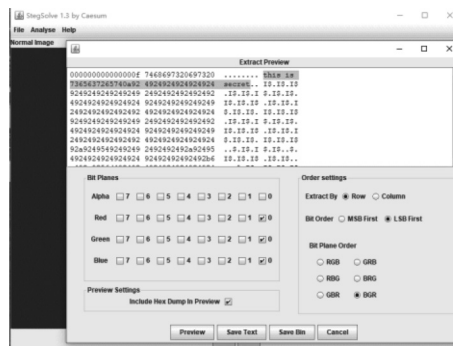 StegSolve 1.3 by Caesum
File Analyse Help
Normal Image
Extract Preview
000000000000000f 7468697320697320 ........ this is
7365637265740a92 4924924924924924 secret.. I$.I$.I$
9249249249249249 2492492492492492 .I$.I$.I $.I$.I$.
4924924924924924 9249249249249249 I$.I$.I$ .I$.I$.I
2492492492492492 4924924924924924 $.I$.I$. I$.I$.I$
9249249249249249 2492492492492492 .I$.I$.I $.I$.I$.
4924924924924924 9249249249249249 I$.I$.I$ .I$.I$.I
2492492492492492 4924924924924924 $.I$.I$. I$.I$.I$
Bit Planes
Alpha 7 6 5 4 3 2 1 0
Red 7 6 5 4 3 2 1 0
Green 7 6 5 4 3 2 1 0
Blue 7 6 5 4 3 2 1 0
Preview Settings
Include Hex Dump In Preview
Order settings
Extract By Row Column
Bit Order MSB First LSB First
Bit Plane Order
RGB GRB
RBG BRG
GBR BGR
Preview Save Text Save Bin Cancel